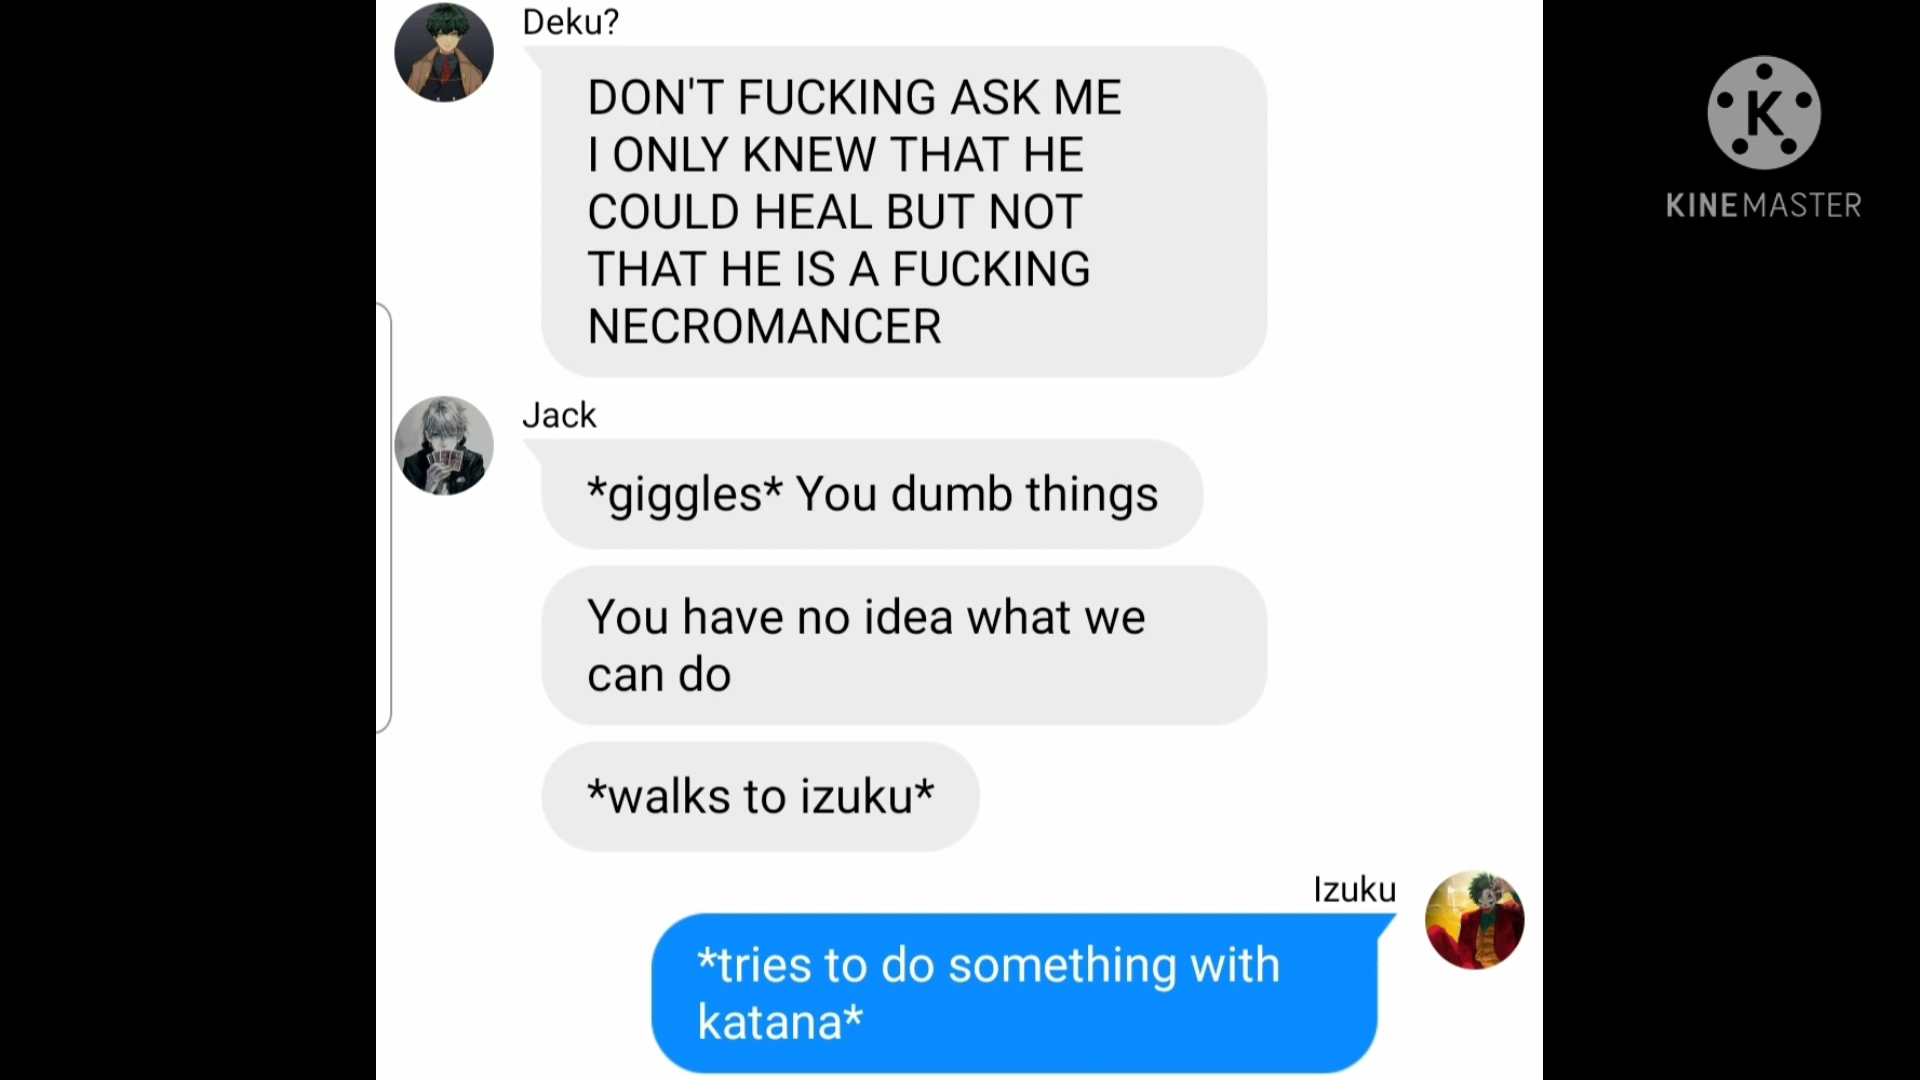 Deku?
DON'T FUCKING ASK ME
I ONLY KNEW THAT HE
COULD HEAL BUT NOT
THAT HE IS A FUCKING
NECROMANCER
K
KINEMASTER
Jack
*giggles* You dumb things
You have no idea what we
can do
*walks to izuku*
Izuku
*tries to do something with
katana*